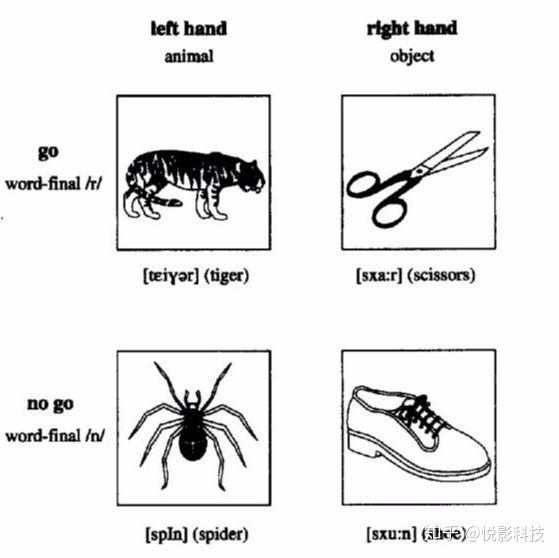 left hand
animal
right hand
object
go
word-final /r/
[tɛiɣər] (tiger)
[sxa:r] (scissors)
no go
word-final /n/
[spIn] (spider)
[sxu:n]
知乎 @悦影科技